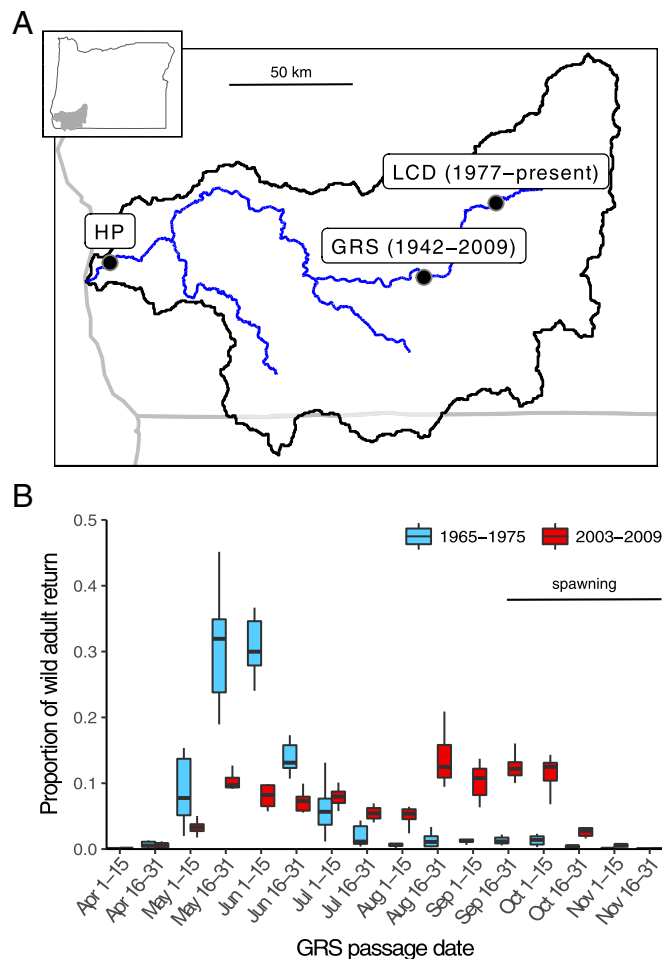 A
50 km
LCD (1977–present)
HP
GRS (1942–2009)
B
Proportion of wild adult return
0.5
0.4
0.3
0.2
0.1
0.0
1965–1975
2003–2009
spawning
Apr 1–15
Apr 16–31
May 1–15
May 16–31
Jun 1–15
Jun 16–31
Jul 1–15
Jul 16–31
Aug 1–15
Aug 16–31
Sep 1–15
Sep 16–31
Oct 1–15
Oct 16–31
Nov 1–15
Nov 16–31
GRS passage date